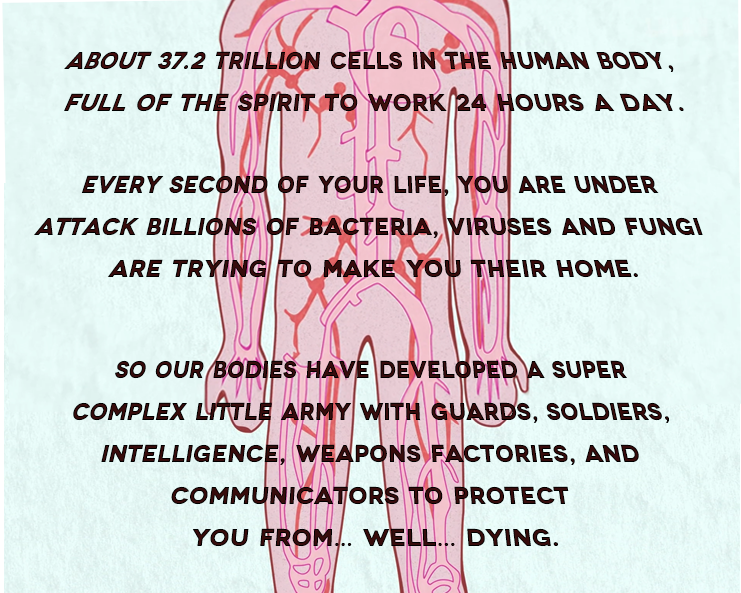 ABOUT 37.2 TRILLION CELLS IN THE HUMAN BODY,
FULL OF THE SPIRIT TO WORK 24 HOURS A DAY.
EVERY SECOND OF YOUR LIFE, YOU ARE UNDER
ATTACK BILLIONS OF BACTERIA, VIRUSES AND FUNGI
ARE TRYING TO MAKE YOU THEIR HOME.
SO OUR BODIES HAVE DEVELOPED A SUPER
COMPLEX LITTLE ARMY WITH GUARDS, SOLDIERS,
INTELLIGENCE, WEAPONS FACTORIES, AND
COMMUNICATORS TO PROTECT
YOU FROM... WELL... DYING.